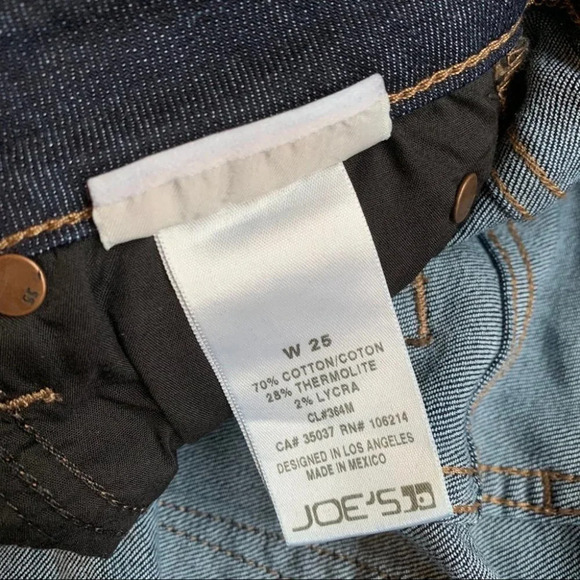 W 25
70% COTTON/COTON
28% THERMOLITE
2% LYCRA
CL#364M
CA# 35037 RN# 106214
DESIGNED IN LOS ANGELES
MADE IN MEXICO
JOE'S